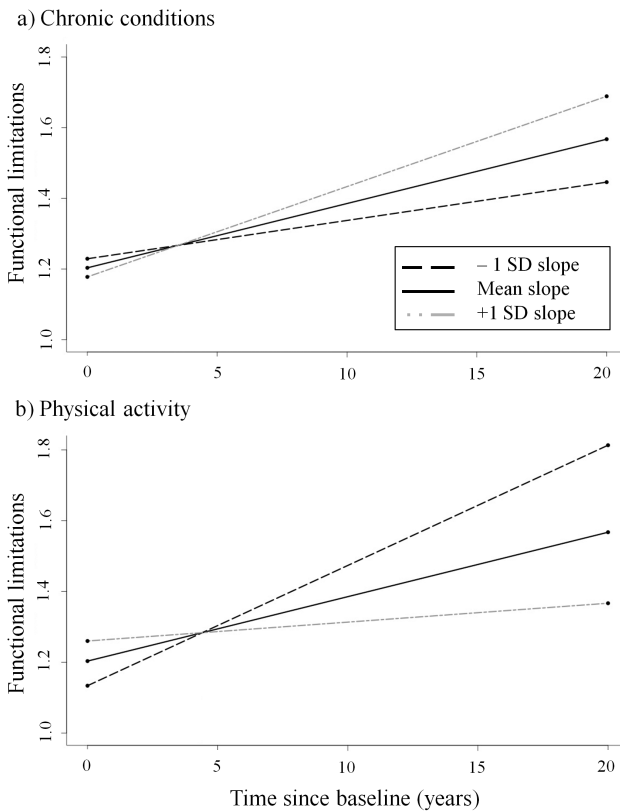 a) Chronic conditions
Functional limitations
1.8
1.6
1.4
1.2
1.0
– 1 SD slope
Mean slope
+1 SD slope
0 5 10 15 20
b) Physical activity
Functional limitations
1.8
1.6
1.4
1.2
1.0
0 5 10 15 20
Time since baseline (years)